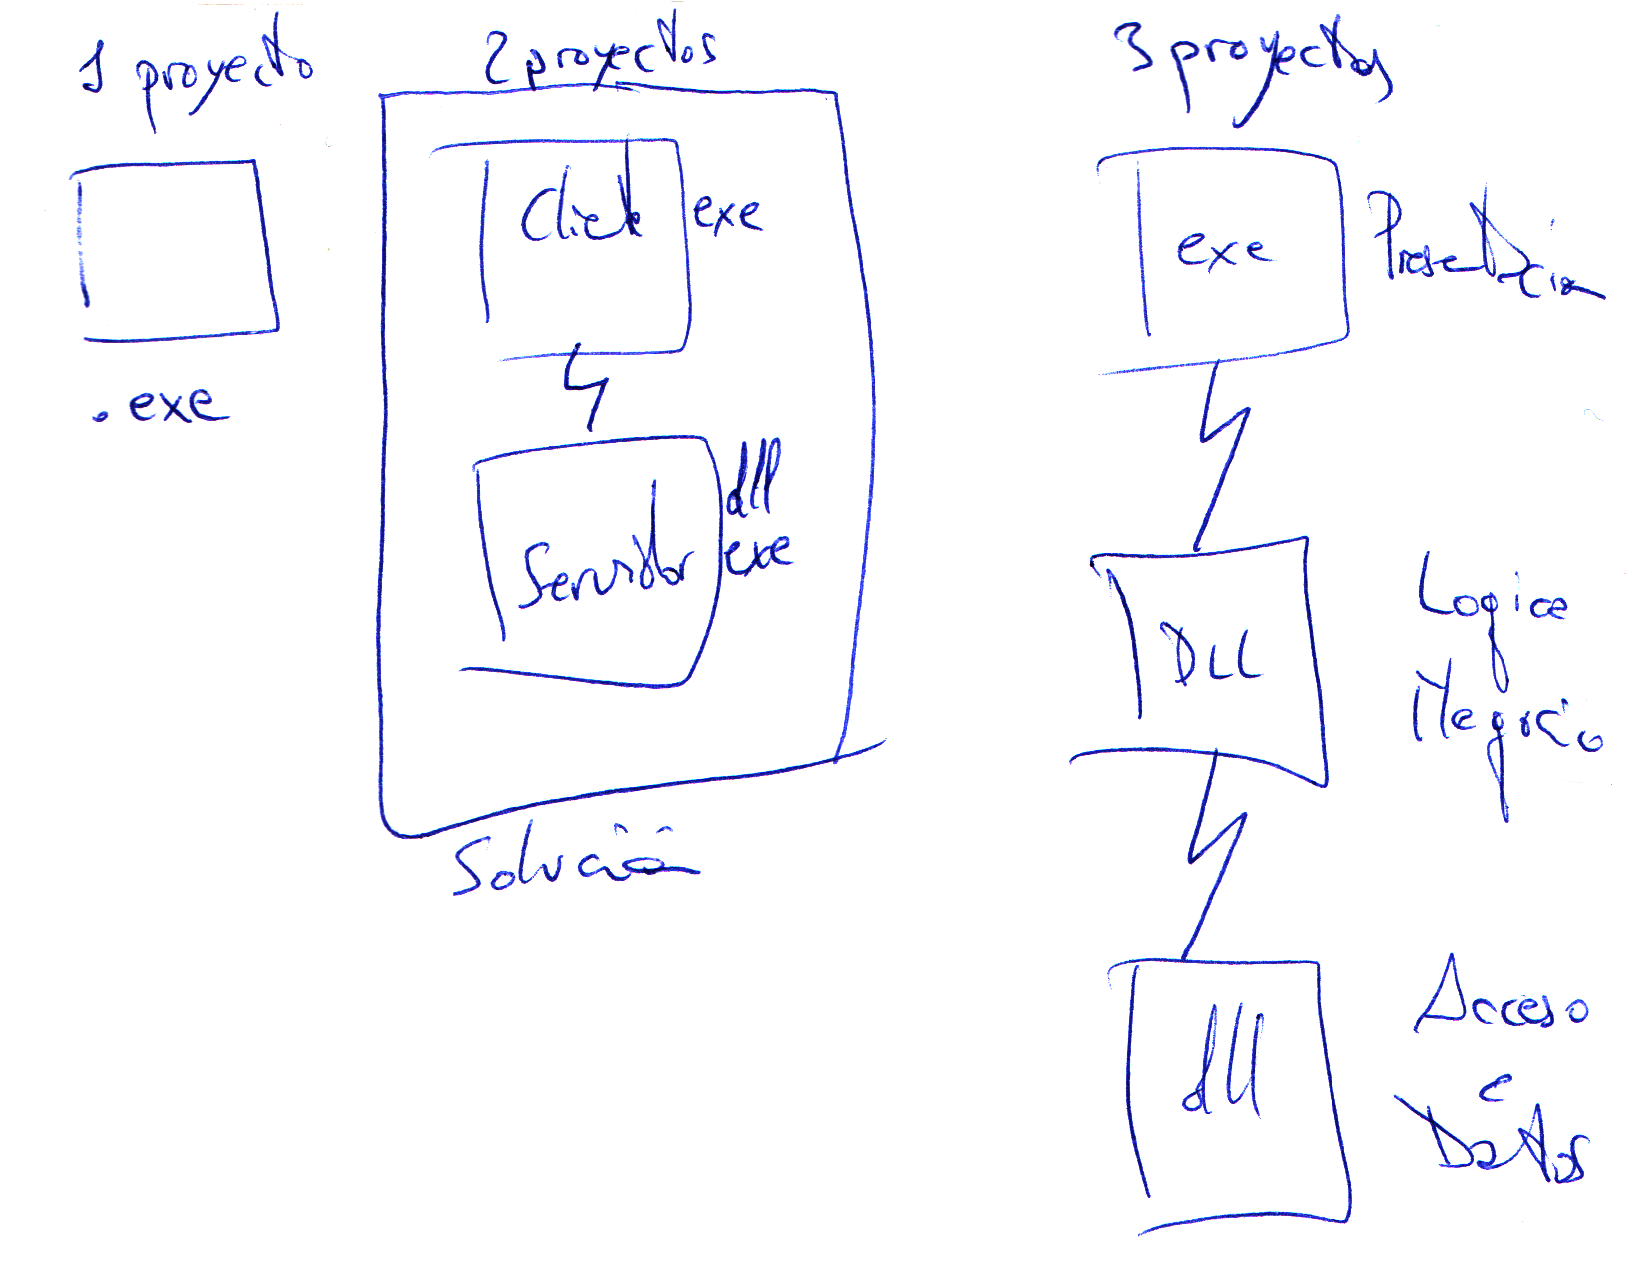 1 proyecto
.exe
2 proyectos
Client exe
Servidor
dll
exe
Solución
3 proyectos
exe
Presentación
DLL
Logica
Negocio
dll
Acceso
a
Datos